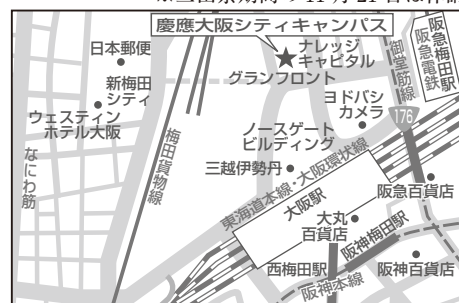 慶應大阪シティキャンパス
日本郵便
新梅田
シティ
ウェスティン
ホテル大阪
なにわ筋
梅田貨物線
ナレッジ
キャピタル
グランフロント
御堂筋線
阪急梅田駅
阪急電鉄
ヨドバシ
カメラ
176
ノースゲート
ビルディング
三越伊勢丹
東海道本線・大阪環状線
大阪駅
大丸
百貨店
阪急百貨店
阪神梅田駅
西梅田駅
阪神本線
阪神百貨店